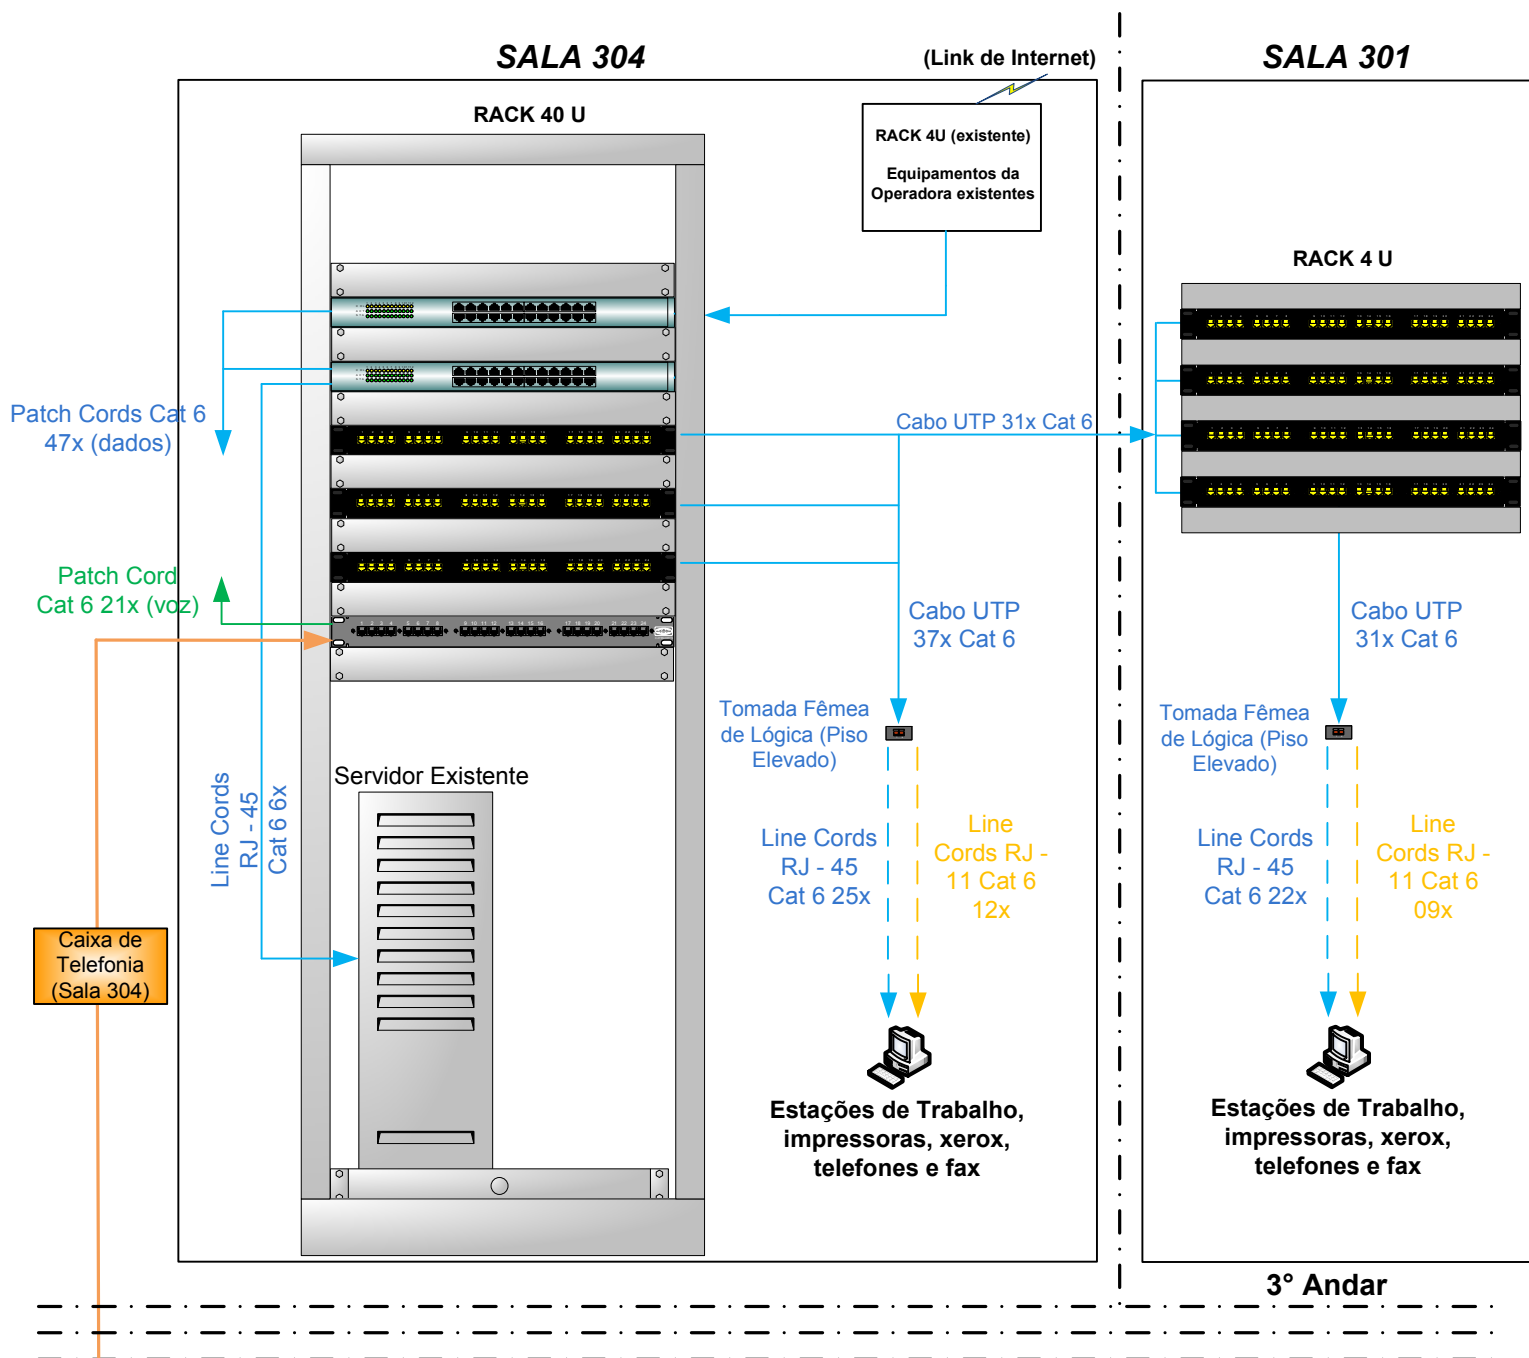 SALA 304
(Link de Internet)
SALA 301
RACK 40 U
RACK 4U (existente)
Equipamentos da
Operadora existentes
RACK 4 U
Patch Cords Cat 6
47x (dados)
Cabo UTP 31x Cat 6
Patch Cord
Cat 6 21x (voz)
Cabo UTP
37x Cat 6
Cabo UTP
31x Cat 6
Tomada Fêmea
de Lógica (Piso
Elevado)
Tomada Fêmea
de Lógica (Piso
Elevado)
Servidor Existente
Line Cords
RJ - 45
Cat 6 6x
Line Cords
RJ - 45
Cat 6 25x
Line
Cords RJ -
11 Cat 6
12x
Line Cords
RJ - 45
Cat 6 22x
Line
Cords RJ -
11 Cat 6
09x
Caixa de
Telefonia
(Sala 304)
Estações de Trabalho,
impressoras, xerox,
telefones e fax
Estações de Trabalho,
impressoras, xerox,
telefones e fax
3° Andar